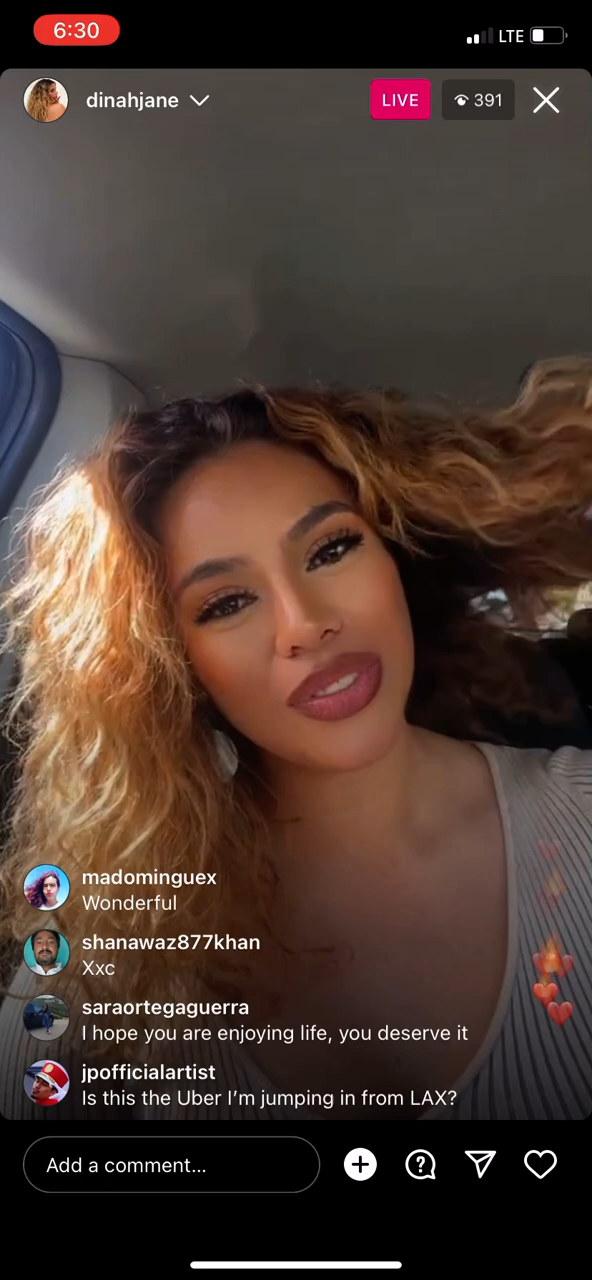 6:30
LTE
dinahjane
LIVE
391
madominguex
Wonderful
shanawaz877khan
Xxc
saraortegaguerra
I hope you are enjoying life, you deserve it
jpofficialartist
Is this the Uber I’m jumping in from LAX?
Add a comment...